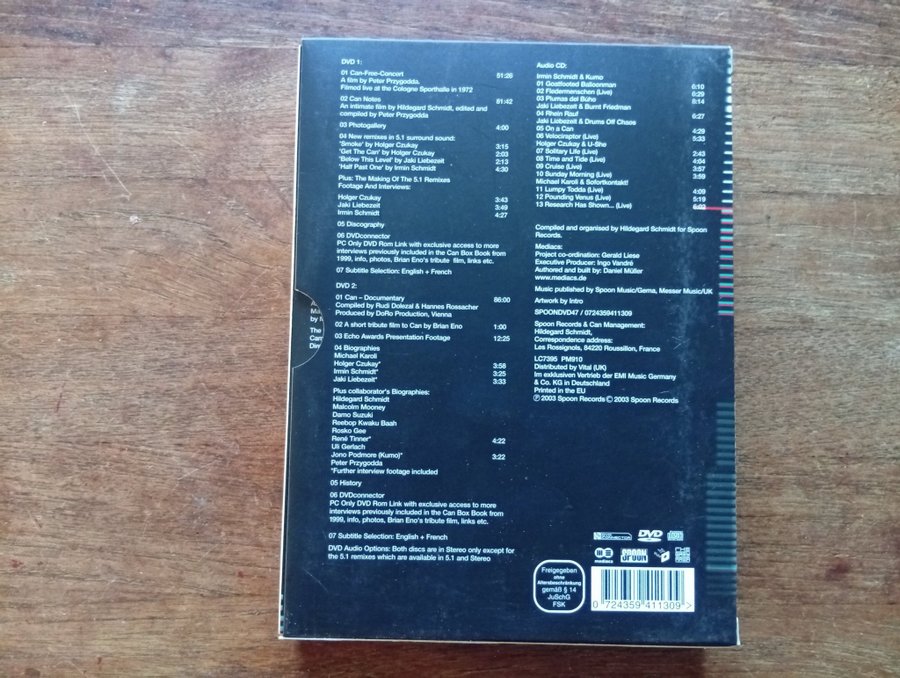 DVD 1:
01 Can-Free-Concert 51:26
A film by Peter Przygodda.
Filmed live at the Cologne Sporthalle in 1972
02 Can Notes 51:42
An intimate film by Hildegard Schmidt, edited and
compiled by Peter Przygodda
03 Photogallery 4:00
04 New remixes in 5.1 surround sound:
'Smoke' by Holger Czukay 3:15
'Get The Can' by Holger Czukay 2:03
'Below This Level' by Jaki Liebezeit 2:13
'Half Past One' by Irmin Schmidt 4:30
Plus: The Making Of The 5.1 Remixes
Footage And Interviews:
Holger Czukay 3:43
Jaki Liebezeit 3:49
Irmin Schmidt 4:27
05 Discography
06 DVDconnector
PC Only DVD Rom Link with exclusive access to more
interviews previously included in the Can Box Book from
1999, info, photos, Brian Eno's tribute film, links etc.
07 Subtitle Selection: English + French
DVD 2:
01 Can – Documentary 86:00
Compiled by Rudi Dolezal & Hannes Rossacher
Produced by DoRo Production, Vienna
02 A short tribute film to Can by Brian Eno 1:00
03 Echo Awards Presentation Footage 12:25
04 Biographies
Michael Karoli
Holger Czukay* 3:58
Irmin Schmidt* 3:25
Jaki Liebezeit* 3:33
Plus collaborator's Biographies:
Hildegard Schmidt
Malcolm Mooney
Damo Suzuki
Reebop Kwaku Baah
Rosko Gee
René Tinner* 4:22
Uli Gerlach
Jono Podmore (Kumo)* 3:22
Peter Przygodda
*Further interview footage included
05 History
06 DVDconnector
PC Only DVD Rom Link with exclusive access to more
interviews previously included in the Can Box Book from
1999, info, photos, Brian Eno's tribute film, links etc.
07 Subtitle Selection: English + French
DVD Audio Options: Both discs are in Stereo only except for
the 5.1 remixes which are available in 5.1 and Stereo
The
Can
Audio CD:
Irmin Schmidt & Kumo
01 Goatfooted Balloonman 6:10
02 Fledermenschen (Live) 6:29
03 Plumas del Búho 8:14
Jaki Liebezeit & Burnt Friedman
04 Rhein Rauf 6:27
Jaki Liebezeit & Drums Off Chaos
05 On a Can 4:29
06 Velociraptor (Live) 5:33
Holger Czukay & U-She
07 Solitary Life (Live) 2:43
08 Time and Tide (Live) 4:04
09 Cruise (Live) 3:57
10 Sunday Morning (Live) 3:59
Michael Karoli & Sofortkontakt!
11 Lumpy Todda (Live) 4:09
12 Pounding Venus (Live) 5:19
13 Research Has Shown... (Live) 6:02
Compiled and organised by Hildegard Schmidt for Spoon
Records.
Mediacs:
Project co-ordination: Gerald Liese
Executive Producer: Ingo Vandré
Authored and built by: Daniel Müller
www.mediacs.de
Music published by Spoon Music/Gema, Messer Music/UK
Artwork by Intro
SPOONDVD47 / 0724359411309
Spoon Records & Can Management:
Hildegard Schmidt,
Correspondence address:
Les Rossignols, 84220 Roussillon, France
LC7395 PM910
Distributed by Vital (UK)
Im exklusiven Vertrieb der EMI Music Germany
& Co. KG in Deutschland
Printed in the EU
℗ 2003 Spoon Records © 2003 Spoon Records
CONNECTOR DVD
mediacs SPOON
Freigegeben
ohne
Altersbeschränkung
gemäß § 14
JuSchG
FSK
0 724359 411309 >